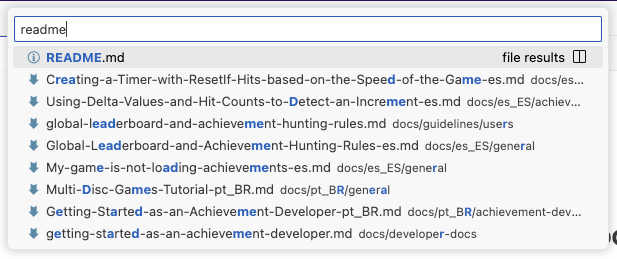 readme
README.md file results
Creating-a-Timer-with-ResetIf-Hits-based-on-the-Speed-of-the-Game-es.md docs/es...
Using-Delta-Values-and-Hit-Counts-to-Detect-an-Increment-es.md docs/es_ES/achiev...
global-leaderboard-and-achievement-hunting-rules.md docs/guidelines/users
Global-Leaderboard-and-Achievement-Hunting-Rules-es.md docs/es_ES/general
My-game-is-not-loading-achievements-es.md docs/es_ES/general
Multi-Disc-Games-Tutorial-pt_BR.md docs/pt_BR/general
Getting-Started-as-an-Achievement-Developer-pt_BR.md docs/pt_BR/achievement-dev...
getting-started-as-an-achievement-developer.md docs/developer-docs